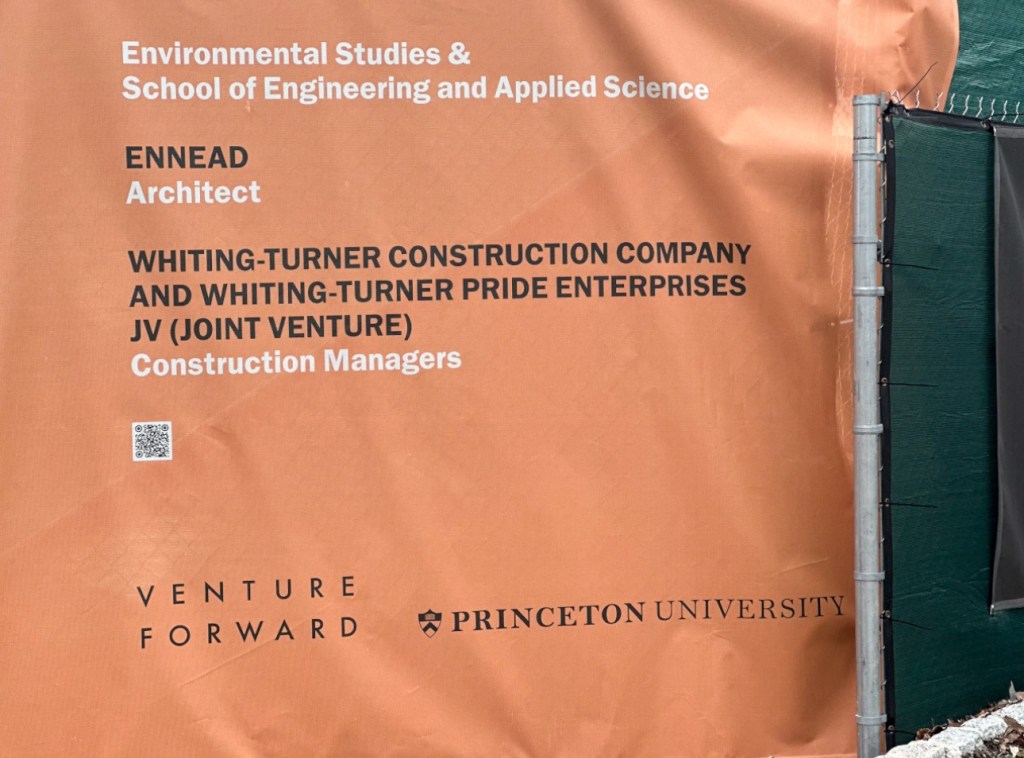 Environmental Studies &
School of Engineering and Applied Science
ENNEAD
Architect
WHITING-TURNER CONSTRUCTION COMPANY
AND WHITING-TURNER PRIDE ENTERPRISES
JV (JOINT VENTURE)
Construction Managers
VENTURE
FORWARD
PRINCETON UNIVERSITY